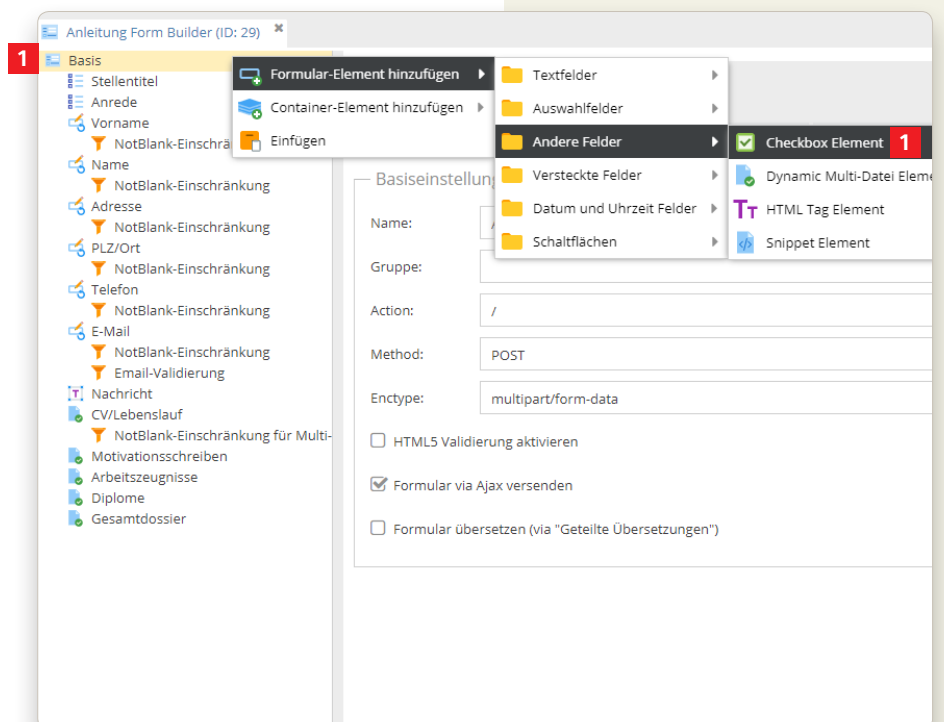 Anleitung Form Builder (ID: 29)
1
Basis
Stellentitel
Anrede
Vorname
NotBlank-Einschrä
Name
NotBlank-Einschränkung
Adresse
NotBlank-Einschränkung
PLZ/Ort
NotBlank-Einschränkung
Telefon
NotBlank-Einschränkung
E-Mail
NotBlank-Einschränkung
Email-Validierung
Nachricht
CV/Lebenslauf
NotBlank-Einschränkung für Multi-
Motivationsschreiben
Arbeitszeugnisse
Diplome
Gesamtdossier
Formular-Element hinzufügen
Container-Element hinzufügen
Einfügen
Textfelder
Auswahlfelder
Andere Felder
Versteckte Felder
Datum und Uhrzeit Felder
Schaltflächen
Checkbox Element 1
Dynamic Multi-Datei Eleme
HTML Tag Element
Snippet Element
Basiseinstellung
Name:
Gruppe:
Action: /
Method: POST
Enctype: multipart/form-data
HTML5 Validierung aktivieren
Formular via Ajax versenden
Formular übersetzen (via "Geteilte Übersetzungen")